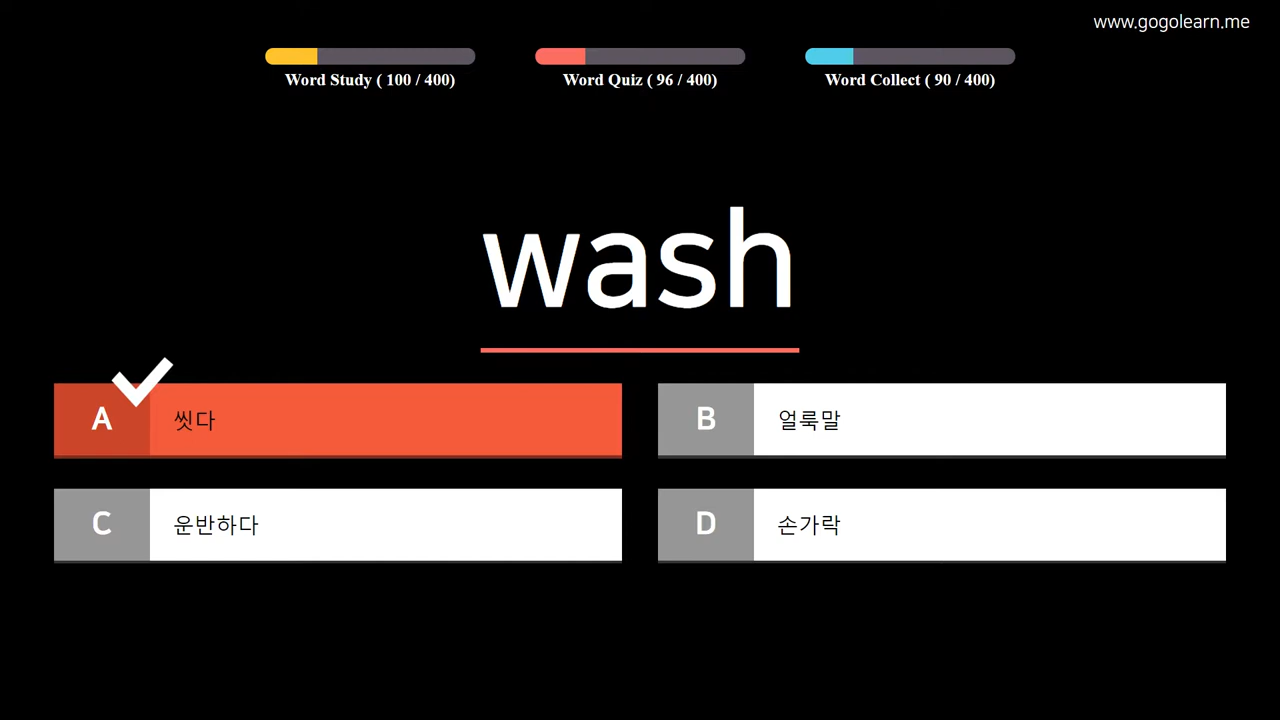 www.gogolearn.me
Word Study ( 100 / 400)
Word Quiz ( 96 / 400)
Word Collect ( 90 / 400)
wash
A 씻다
B 얼룩말
C 운반하다
D 손가락